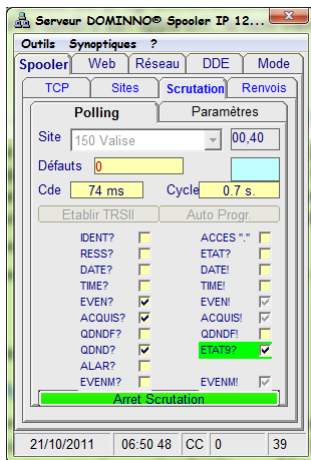 Serveur DOMINNO® Spooler IP 12...
Outils Synoptiques ?
Spooler Web Réseau DDE Mode
TCP Sites Scrutation Renvois
Polling Paramètres
Site 150 Valise 00,40
Défauts 0
Cde 74 ms Cycle 0.7 s.
Etablir TRSII Auto Progr.
IDENT? ACCES "."
RESS? ETAT?
DATE? DATE!
TIME? TIME!
EVEN? EVEN!
ACQUIS? ACQUIS!
QDNDF? QDNDF!
QDND? ETAT9?
ALAR?
EVENM? EVENM!
Arret Scrutation
21/10/2011 06:50 48 CC 0 39